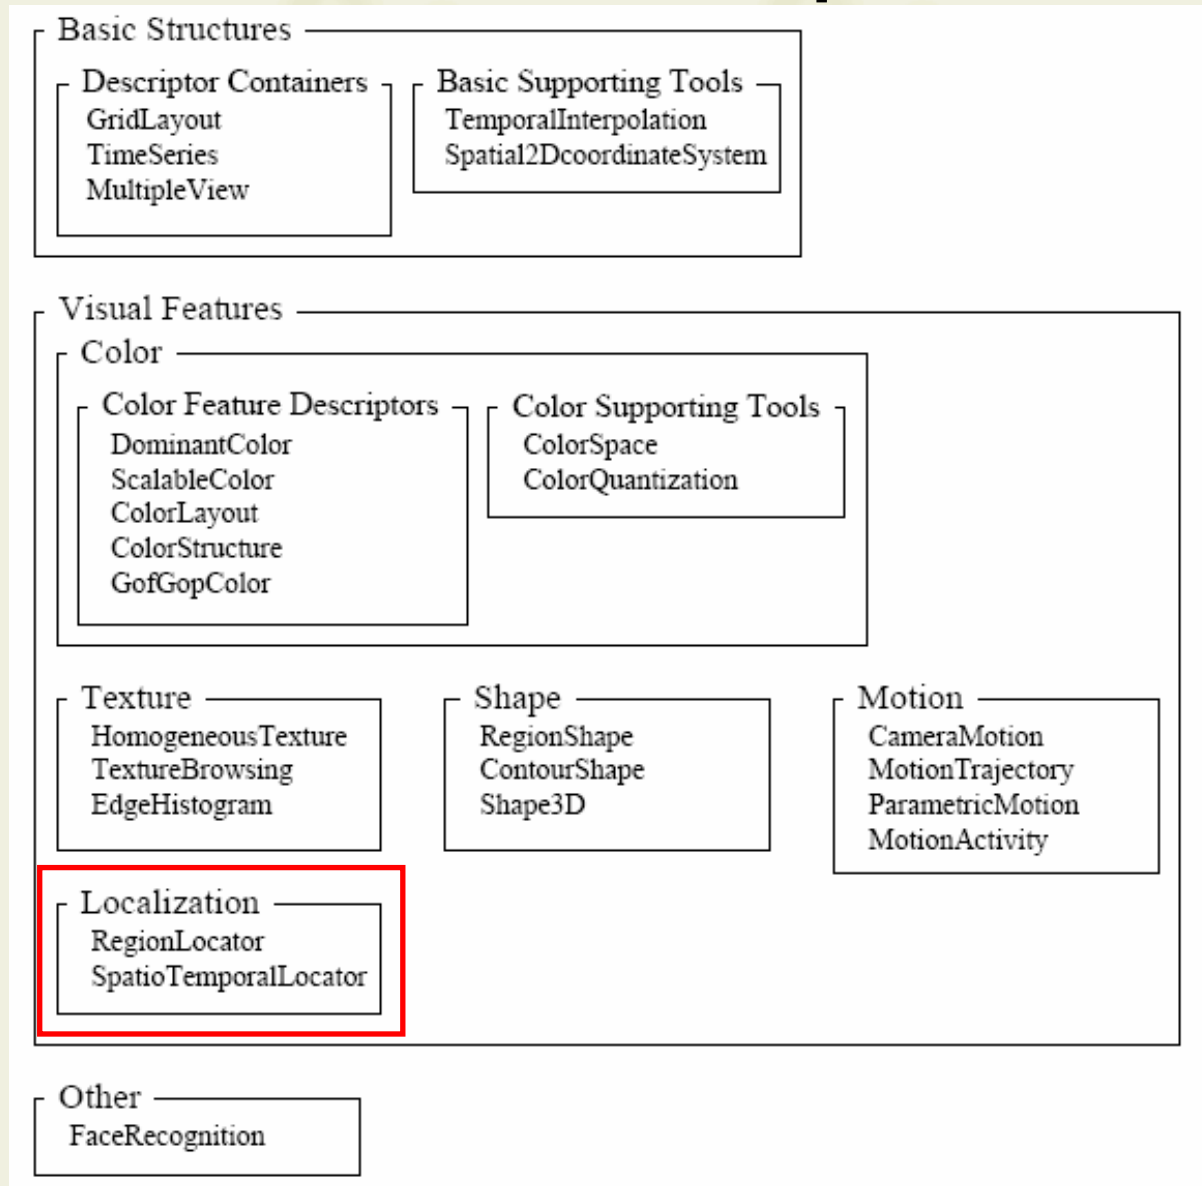 Basic Structures
Descriptor Containers
GridLayout
TimeSeries
MultipleView
Basic Supporting Tools
TemporalInterpolation
Spatial2DcoordinateSystem
Visual Features
Color
Color Feature Descriptors
DominantColor
ScalableColor
ColorLayout
ColorStructure
GofGopColor
Color Supporting Tools
ColorSpace
ColorQuantization
Texture
HomogeneousTexture
TextureBrowsing
EdgeHistogram
Shape
RegionShape
ContourShape
Shape3D
Motion
CameraMotion
MotionTrajectory
ParametricMotion
MotionActivity
Localization
RegionLocator
SpatioTemporalLocator
Other
FaceRecognition